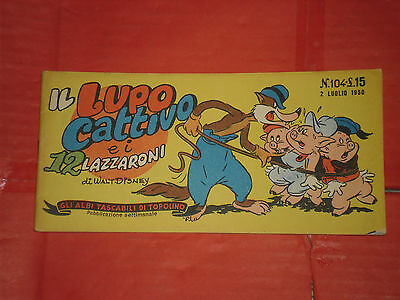 IL LUPO
Cattivo
e i
12 LAZZARONI
di WALT DISNEY
GLI ALBI TASCABILI DI TOPOLINO
Pubblicazione settimanale
N.104-L.15
2 LUGLIO 1950